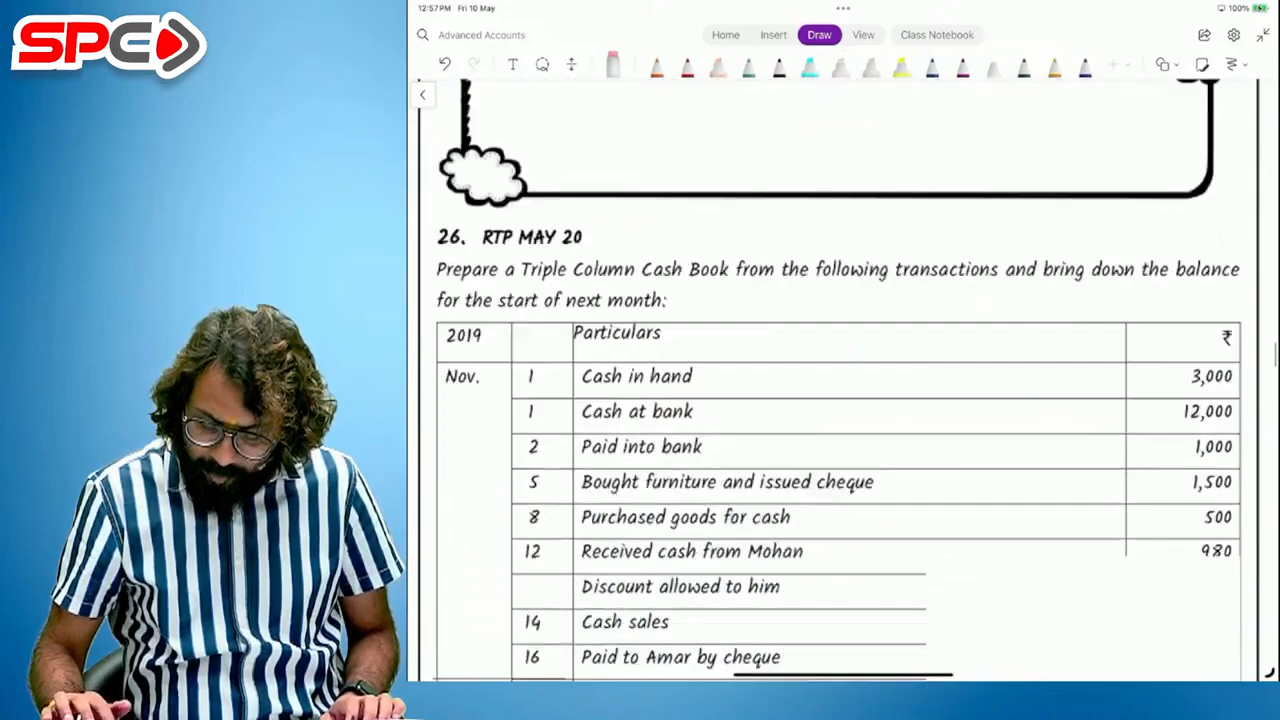 SPC
12:57PM Fri 10 May
100%
Advanced Accounts
Home Insert Draw View Class Notebook
26. RTP MAY 20
Prepare a Triple Column Cash Book from the following transactions and bring down the balance
for the start of next month:
2019 Particulars ₹
Nov. 1 Cash in hand 3,000
1 Cash at bank 12,000
2 Paid into bank 1,000
5 Bought furniture and issued cheque 1,500
8 Purchased goods for cash 500
12 Received cash from Mohan 980
Discount allowed to him
14 Cash sales
16 Paid to Amar by cheque